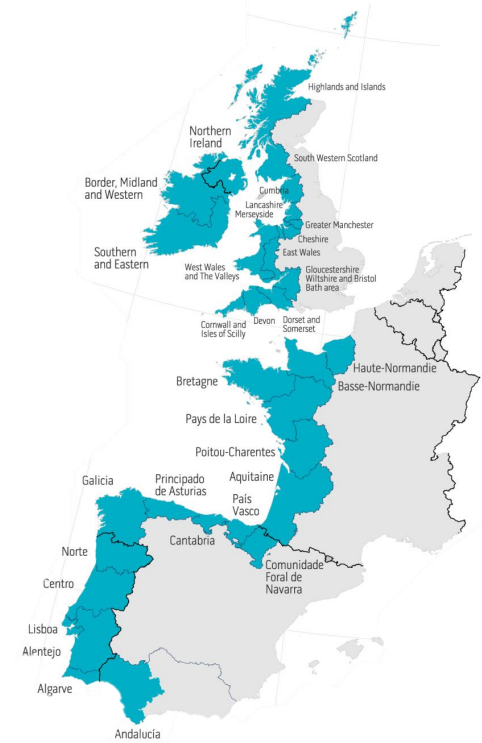 Highlands and Islands
Northern
Ireland
South Western Scotland
Border, Midland
and Western
Cumbria
Lancashire
Merseyside
Greater Manchester
Cheshire
East Wales
Southern
and Eastern
West Wales
and The Valleys
Gloucestershire
Wiltshire and Bristol
Bath area
Cornwall and
Isles of Scilly
Devon
Dorset and
Somerset
Haute-Normandie
Basse-Normandie
Bretagne
Pays de la Loire
Poitou-Charentes
Aquitaine
Galicia
Principado
de Asturias
País
Vasco
Cantabria
Comunidade
Foral de
Navarra
Norte
Centro
Lisboa
Alentejo
Algarve
Andalucía